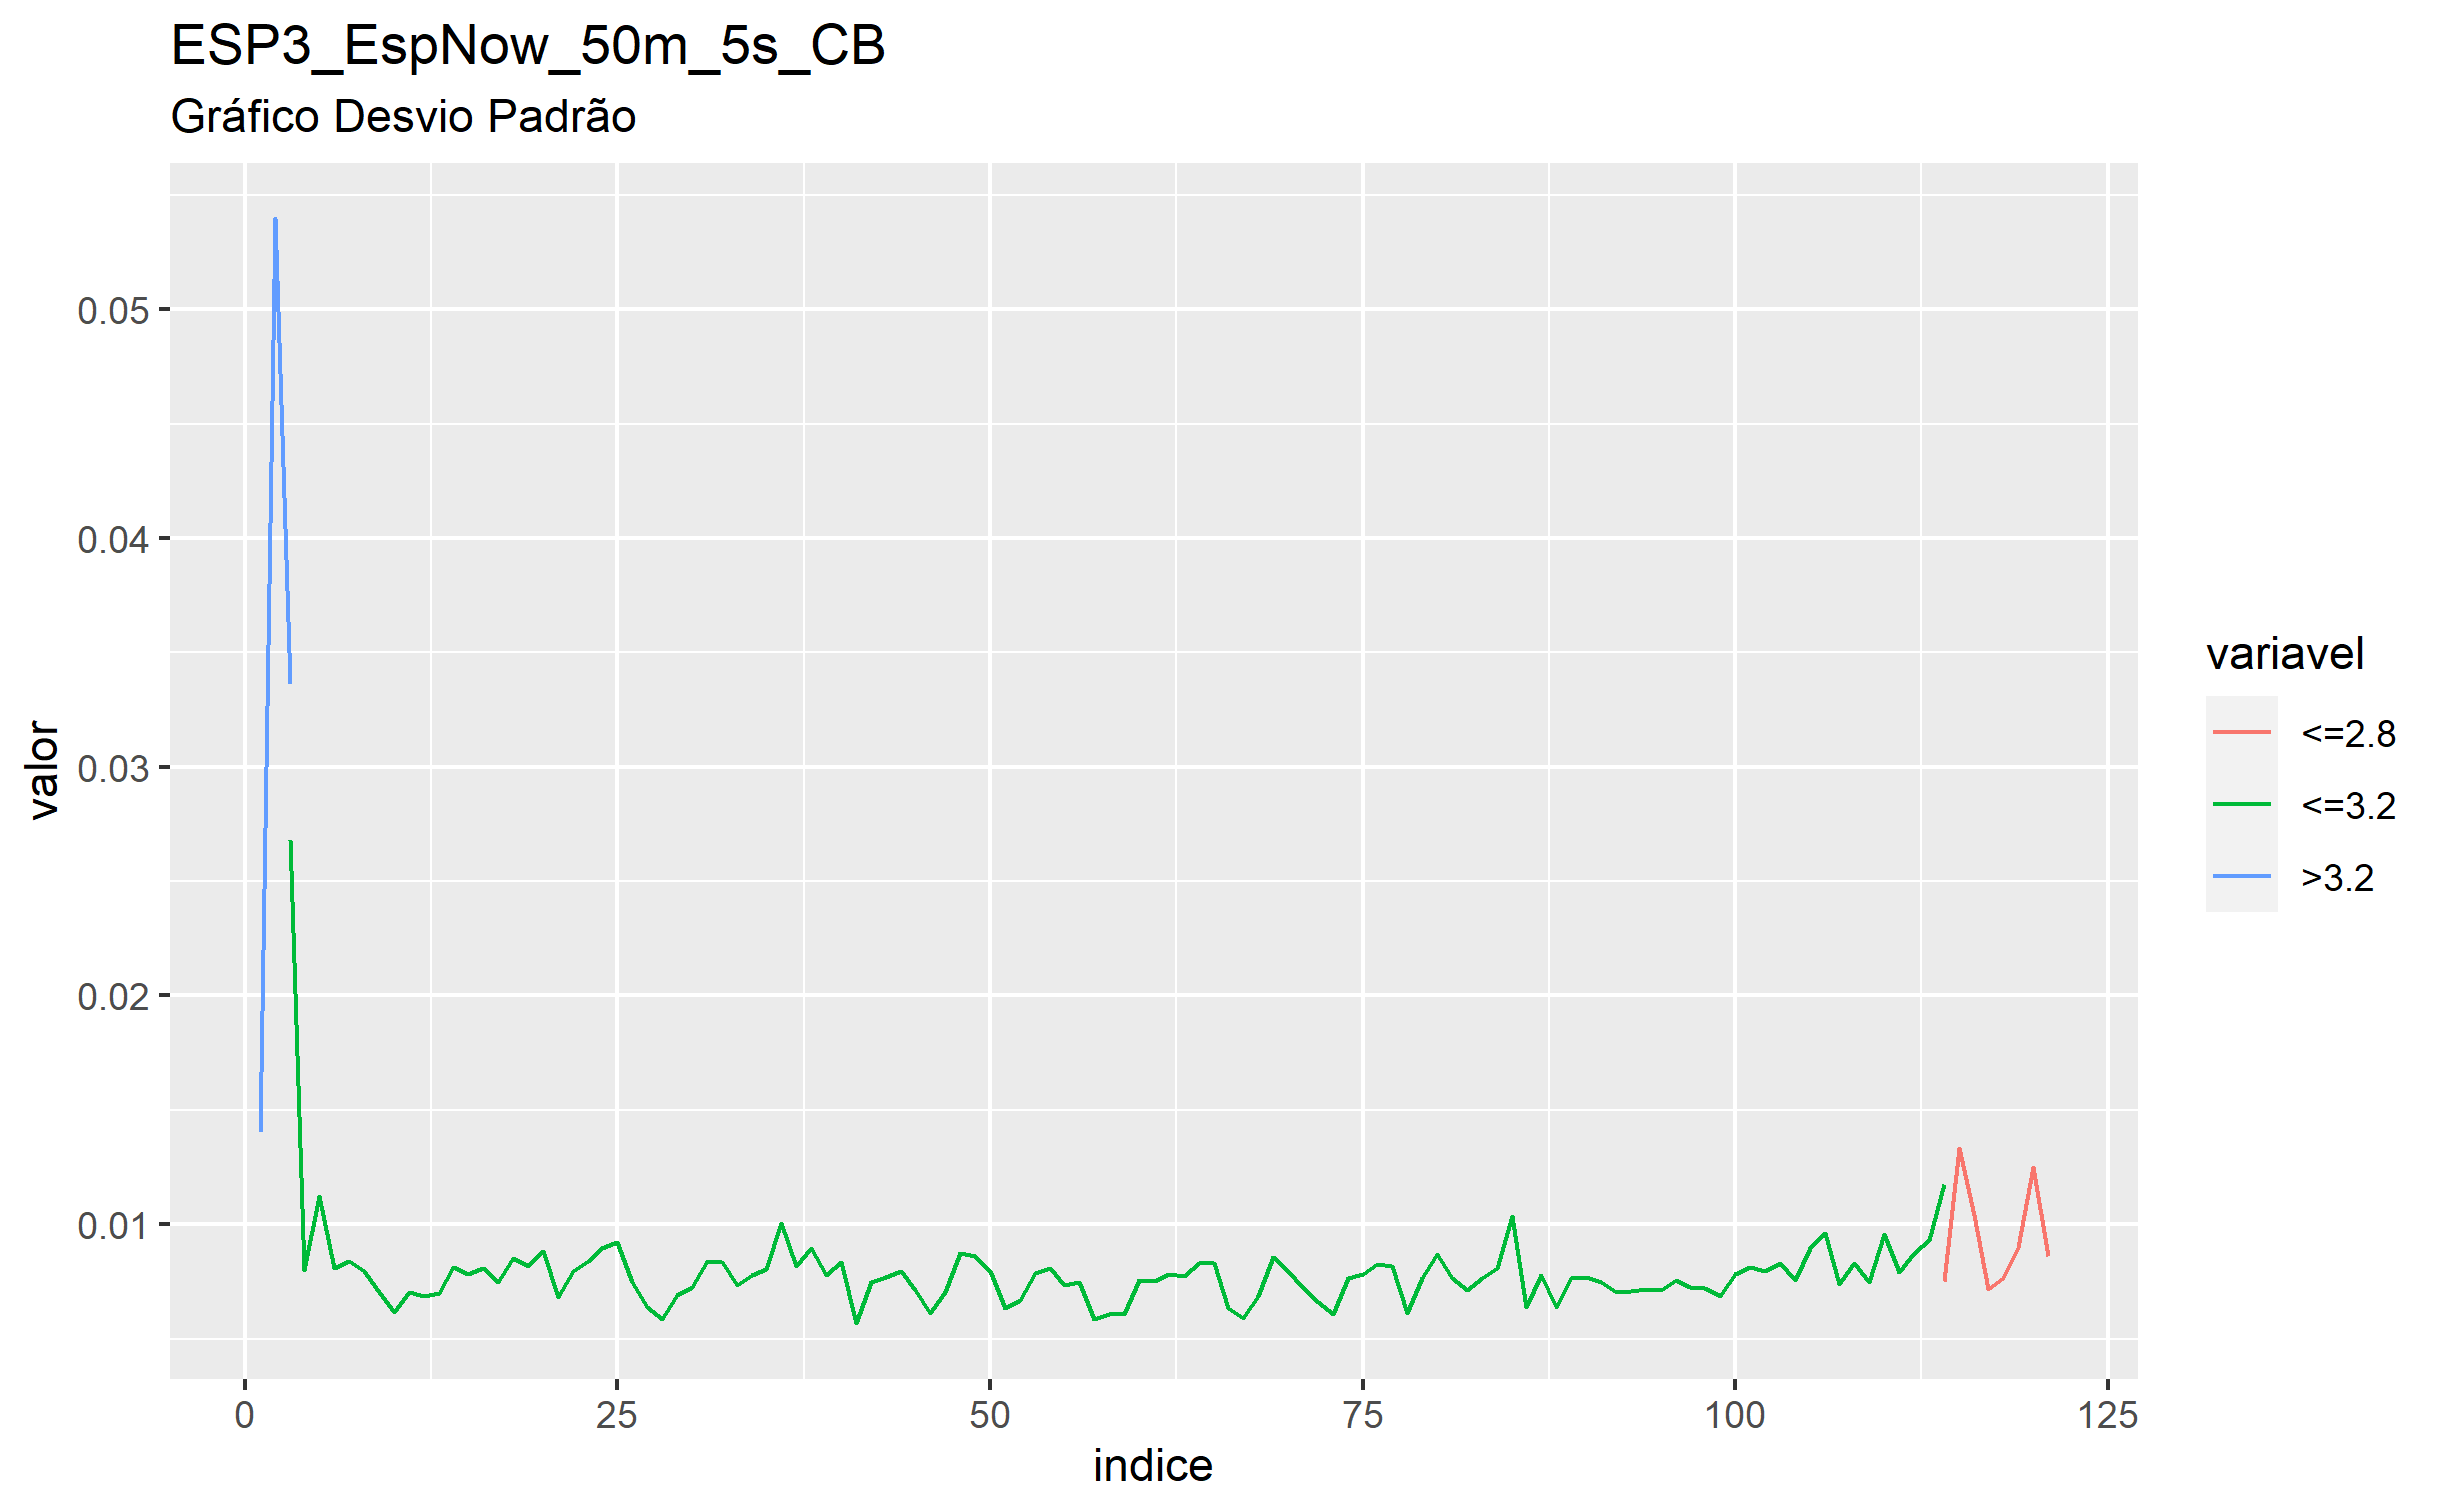 ESP3_EspNow_50m_5s_CB
Gráfico Desvio Padrão
valor
0.05
0.04
0.03
0.02
0.01
0 25 50 75 100 125
indice
variavel
<=2.8
<=3.2
>3.2